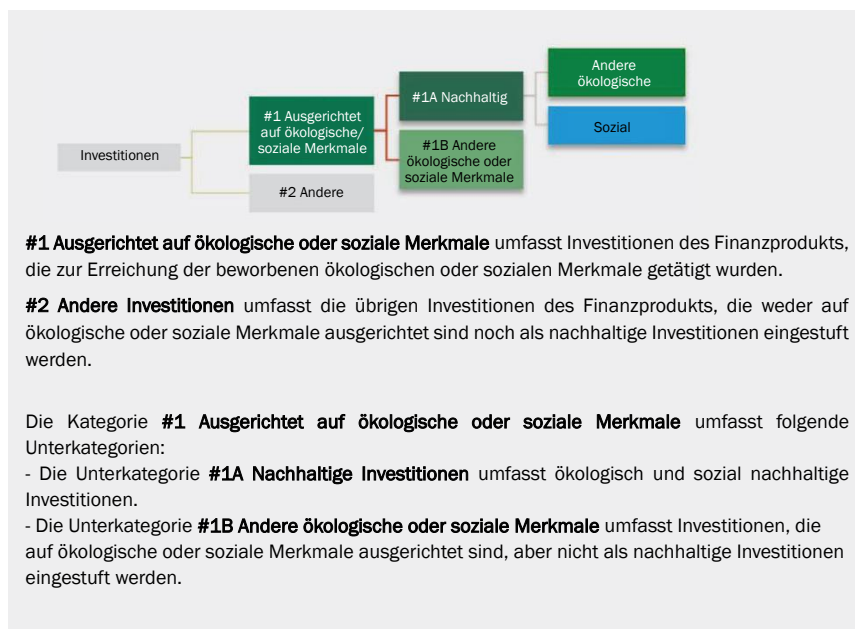 Investitionen
#1 Ausgerichtet
auf ökologische/
soziale Merkmale
#2 Andere
#1A Nachhaltig
#1B Andere
ökologische oder
soziale Merkmale
Andere
ökologische
Sozial
#1 Ausgerichtet auf ökologische oder soziale Merkmale umfasst Investitionen des Finanzprodukts,
die zur Erreichung der beworbenen ökologischen oder sozialen Merkmale getätigt wurden.
#2 Andere Investitionen umfasst die übrigen Investitionen des Finanzprodukts, die weder auf
ökologische oder soziale Merkmale ausgerichtet sind noch als nachhaltige Investitionen eingestuft
werden.
Die Kategorie #1 Ausgerichtet auf ökologische oder soziale Merkmale umfasst folgende
Unterkategorien:
- Die Unterkategorie #1A Nachhaltige Investitionen umfasst ökologisch und sozial nachhaltige
Investitionen.
- Die Unterkategorie #1B Andere ökologische oder soziale Merkmale umfasst Investitionen, die
auf ökologische oder soziale Merkmale ausgerichtet sind, aber nicht als nachhaltige Investitionen
eingestuft werden.